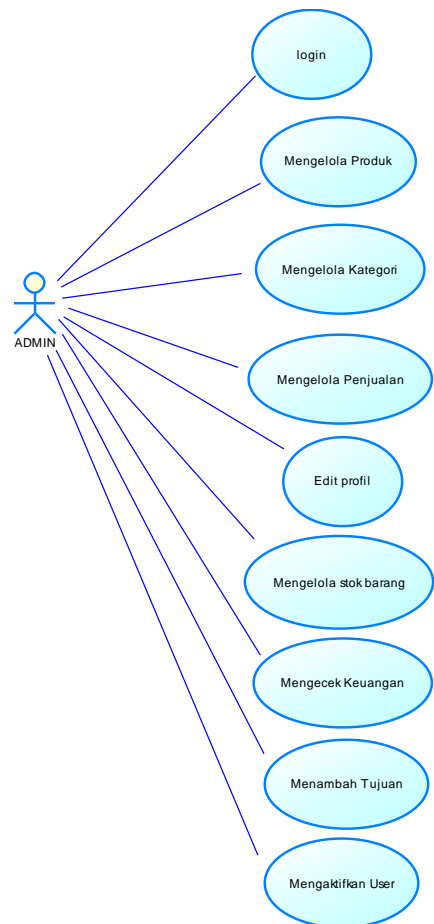 login
Mengelola Produk
Mengelola Kategori
ADMIN
Mengelola Penjualan
Edit profil
Mengelola stok barang
Mengecek Keuangan
Menambah Tujuan
Mengaktifkan User